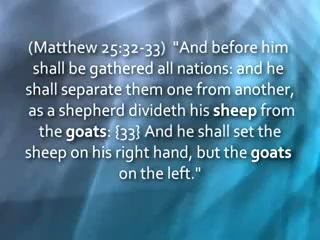 (Matthew 25:32-33)  "And before him
shall be gathered all nations: and he
shall separate them one from another,
as a shepherd divideth his sheep from
the goats: {33} And he shall set the
sheep on his right hand, but the goats
on the left."